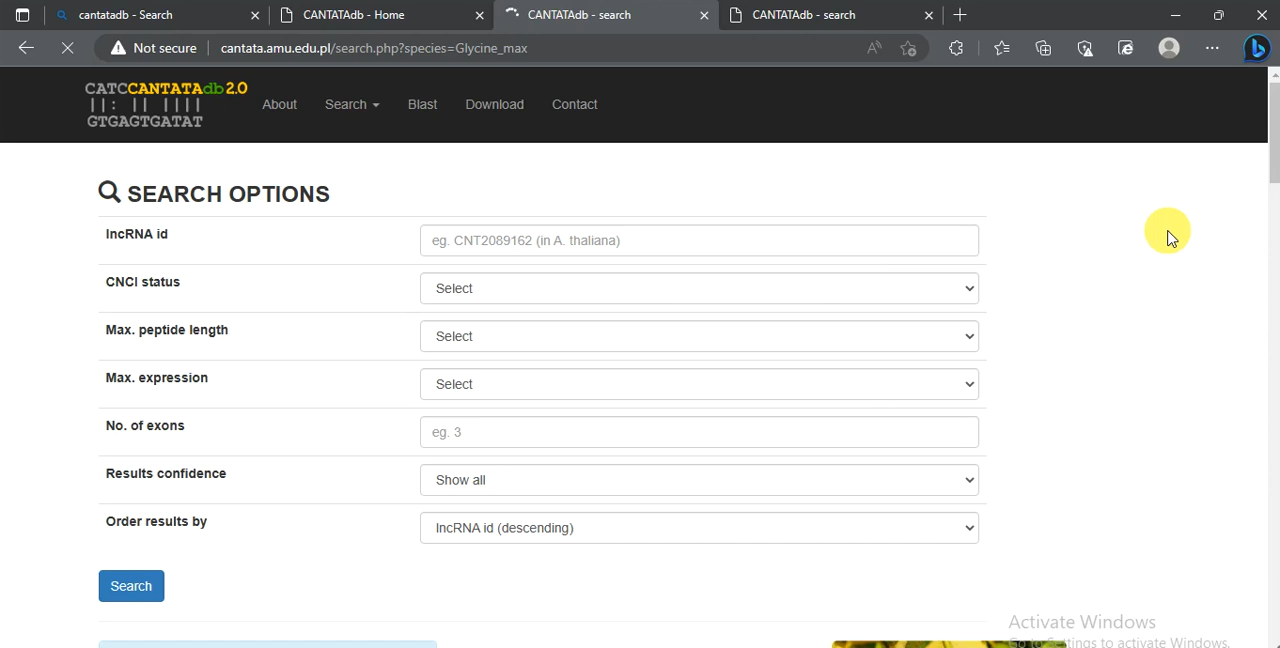 cantatadb - Search
CANTATAdb - Home
CANTATAdb - search
CANTATAdb - search
Not secure
cantata.amu.edu.pl/search.php?species=Glycine_max
CATCCANTATAdb 2.0
GTGAGTGATAT
About
Search
Blast
Download
Contact
SEARCH OPTIONS
lncRNA id
eg. CNT2089162 (in A. thaliana)
CNCI status
Select
Max. peptide length
Select
Max. expression
Select
No. of exons
eg. 3
Results confidence
Show all
Order results by
lncRNA id (descending)
Search
Activate Windows
Go to Settings to activate Windows.